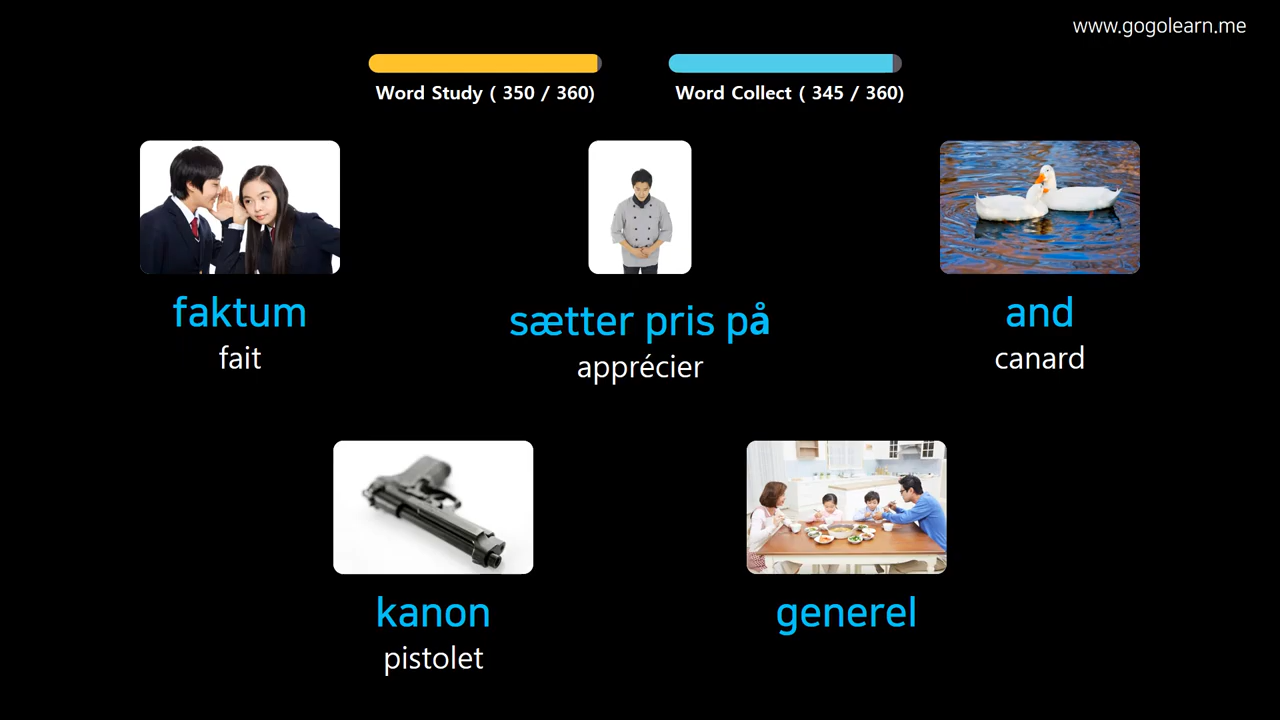 www.gogolearn.me
Word Study ( 350 / 360)
Word Collect ( 345 / 360)
faktum
fait
sætter pris på
apprécier
and
canard
kanon
pistolet
generel